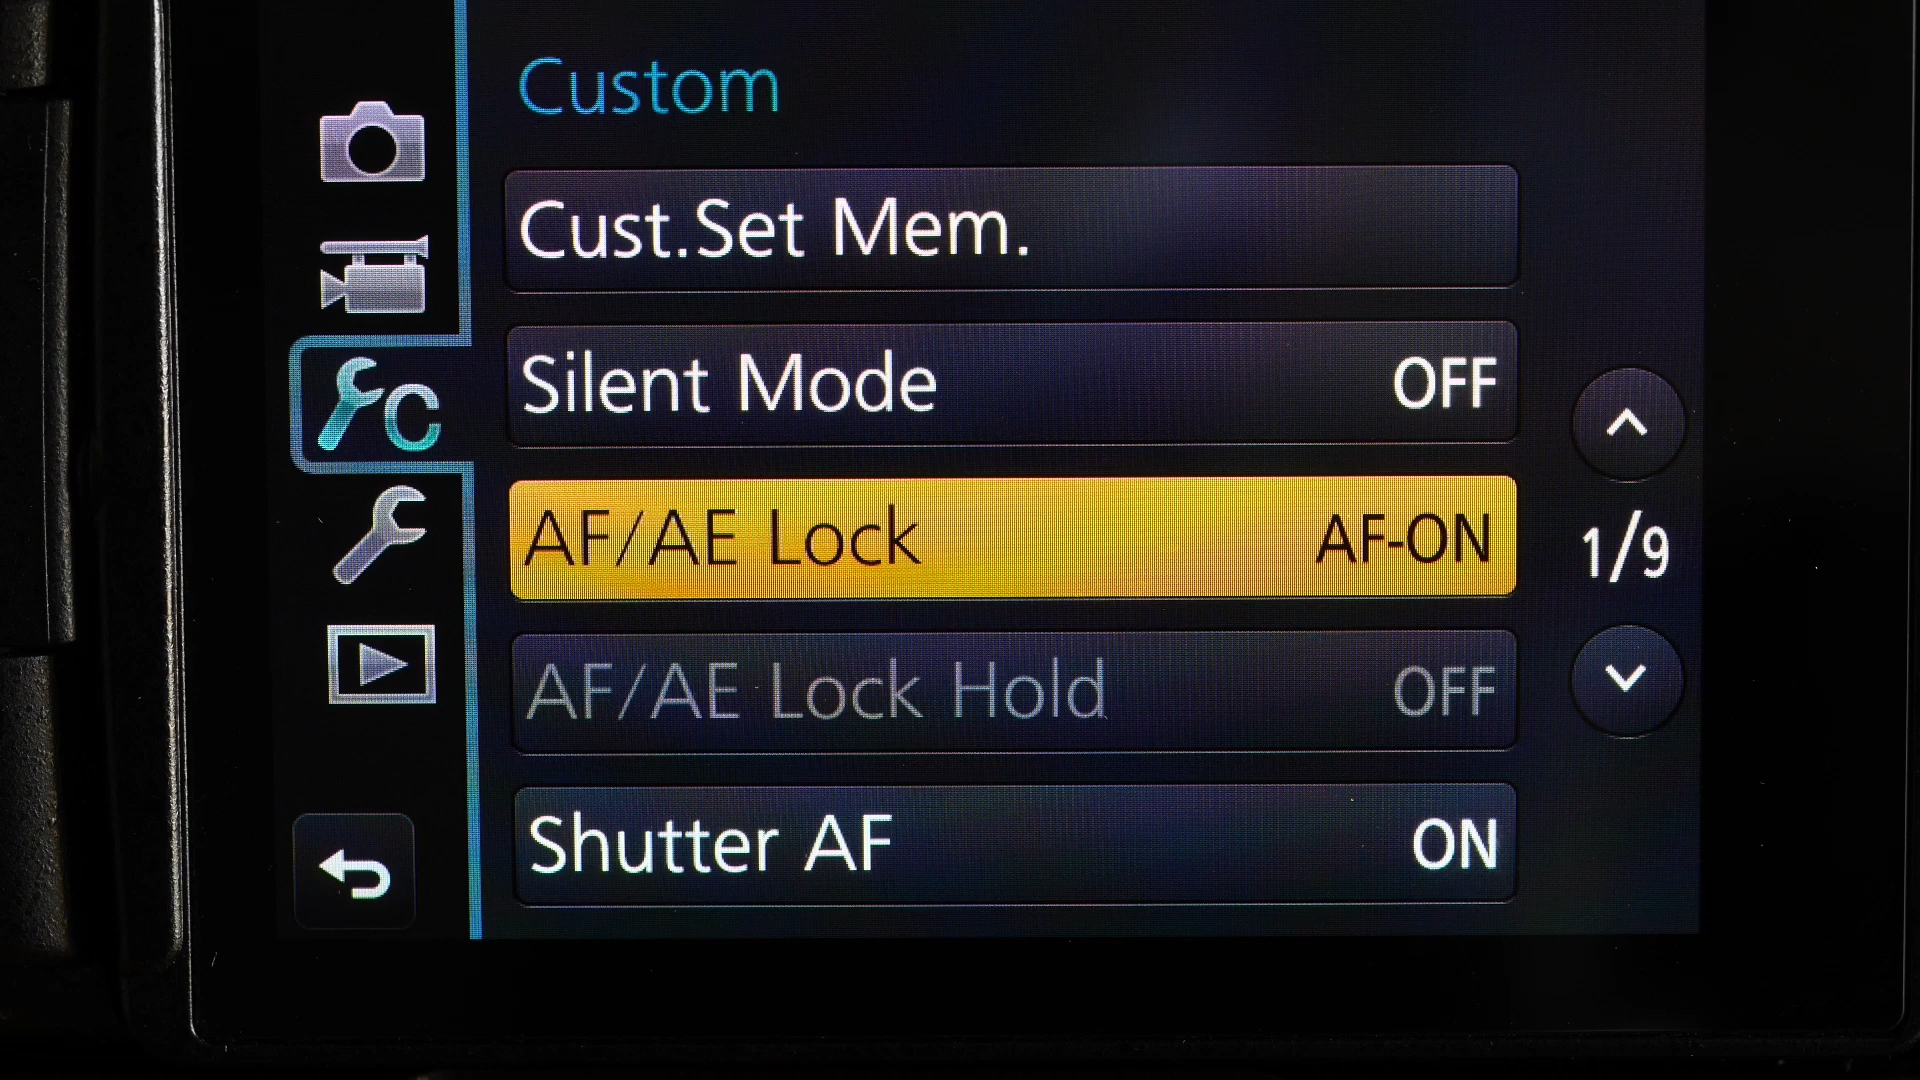 Custom
Cust.Set Mem.
Silent Mode OFF
AF/AE Lock AF-ON
AF/AE Lock Hold OFF
Shutter AF ON
1/9
C